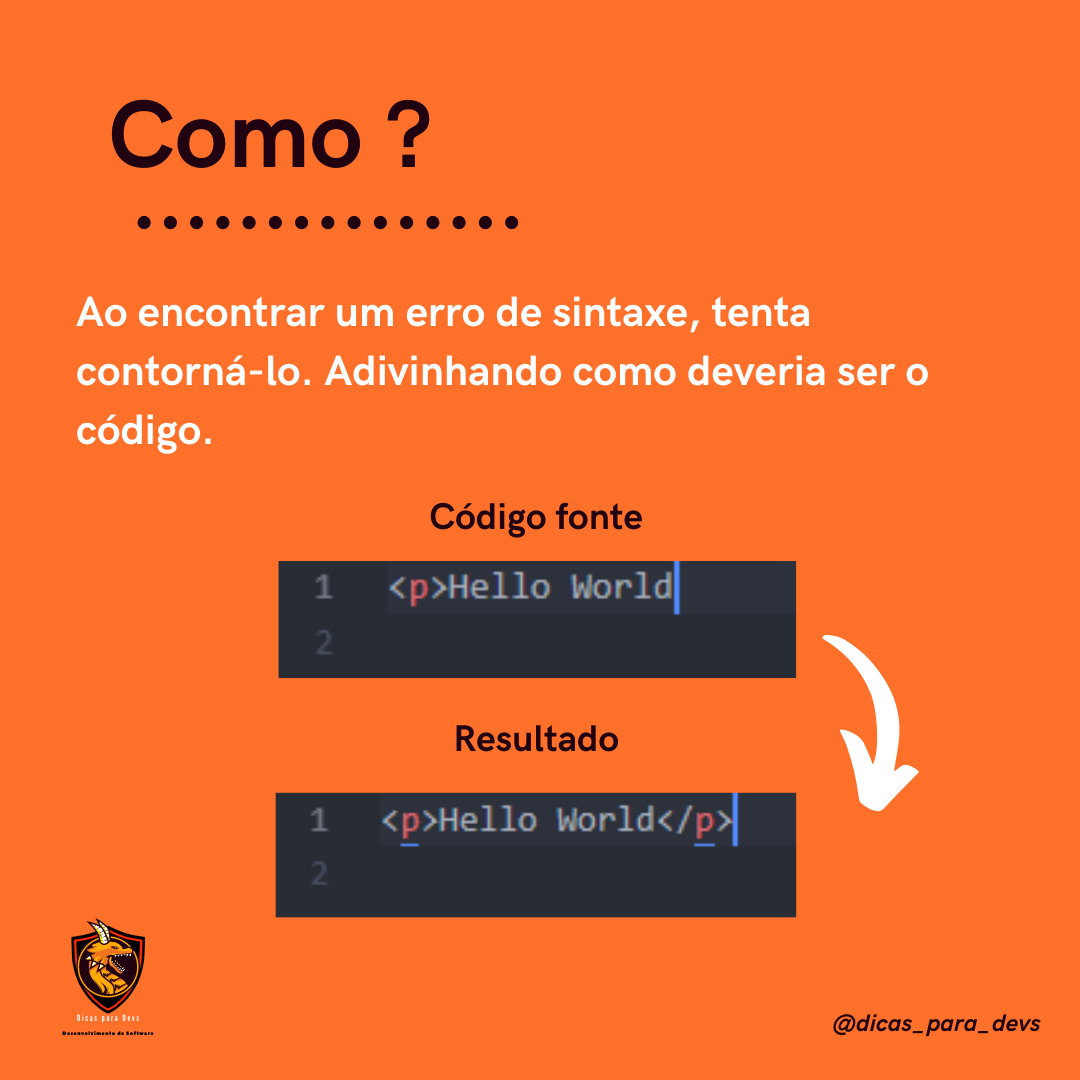 Como ?
Ao encontrar um erro de sintaxe, tenta
contorná-lo. Adivinhando como deveria ser o
código.
Código fonte
1 <p>Hello World
2
Resultado
1 <p>Hello World</p>
2
Dicas para Devs
Desenvolvimento de Software
@dicas_para_devs